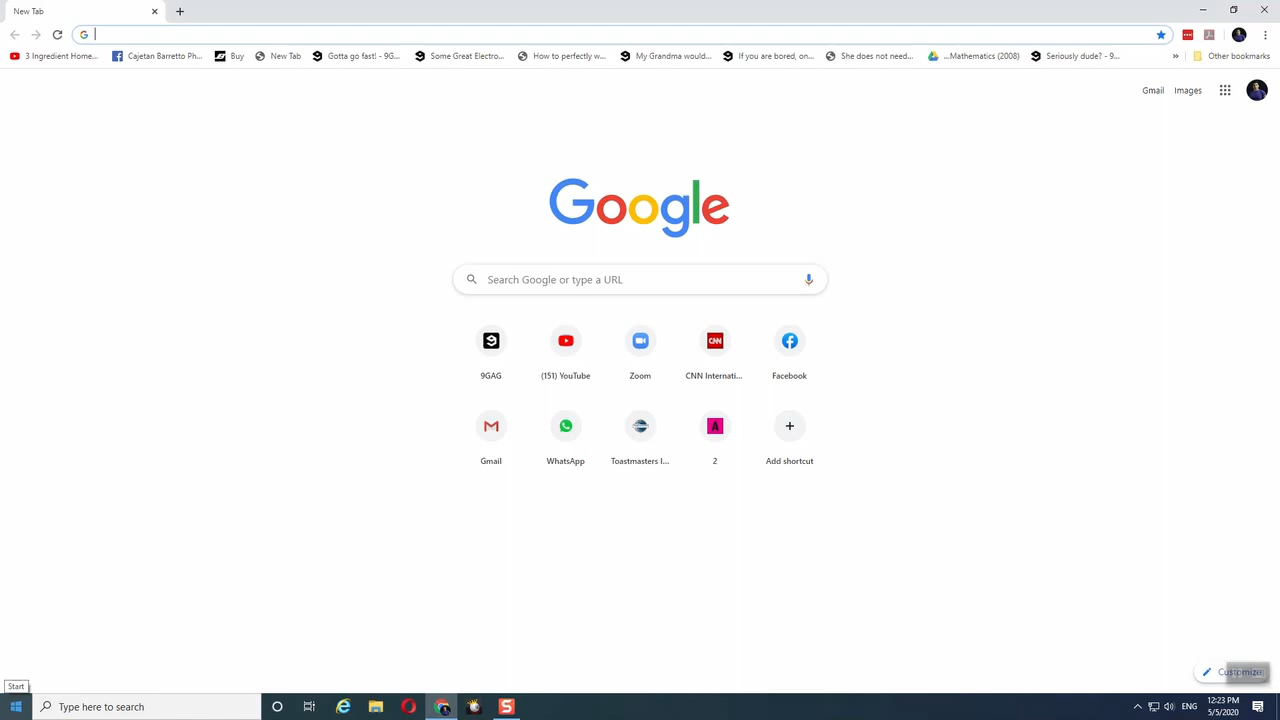 New Tab
3 Ingredient Home...
Cajetan Barretto Ph...
Buy
New Tab
Gotta go fast! - 9G...
Some Great Electro...
How to perfectly w...
My Grandma would...
If you are bored, on...
She does not need...
...Mathematics (2008)
Seriously dude? - 9...
»
Other bookmarks
Gmail
Images
Google
Search Google or type a URL
9GAG
(151) YouTube
Zoom
CNN Internati...
Facebook
Gmail
WhatsApp
Toastmasters I...
2
Add shortcut
Customize
Start
Type here to search
ENG
12:23 PM
5/5/2020